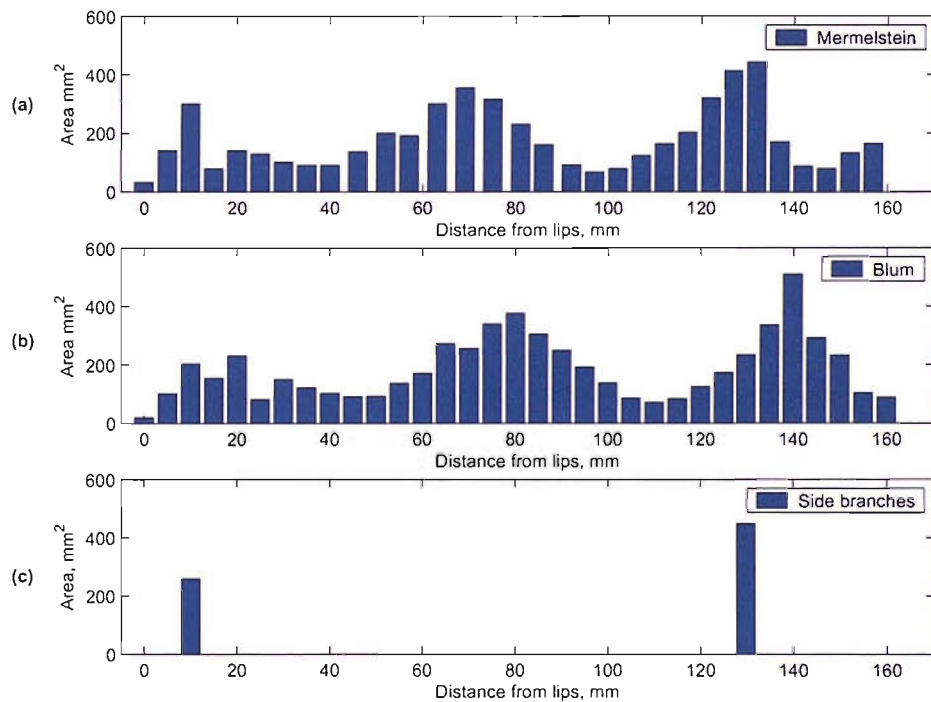 (a)
Area mm²
600
400
200
0
Mermelstein
0 20 40 60 80 100 120 140 160
Distance from lips, mm
(b)
Area mm²
600
400
200
0
Blum
0 20 40 60 80 100 120 140 160
Distance from lips, mm
(c)
Area, mm²
600
400
200
0
Side branches
0 20 40 60 80 100 120 140 160
Distance from lips, mm